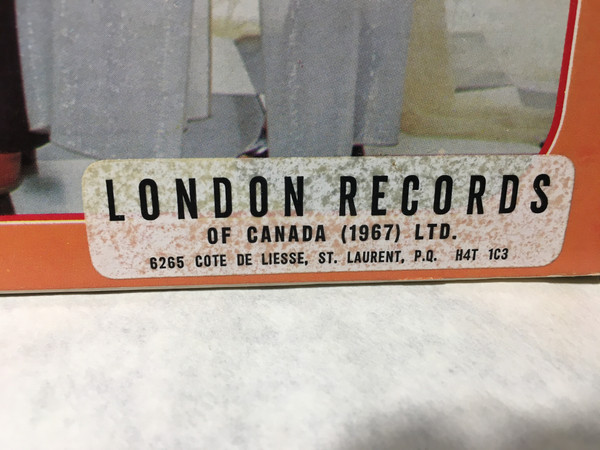 LONDON RECORDS
OF CANADA (1967) LTD.
6265 COTE DE LIESSE, ST. LAURENT, P.Q. H4T 1C3